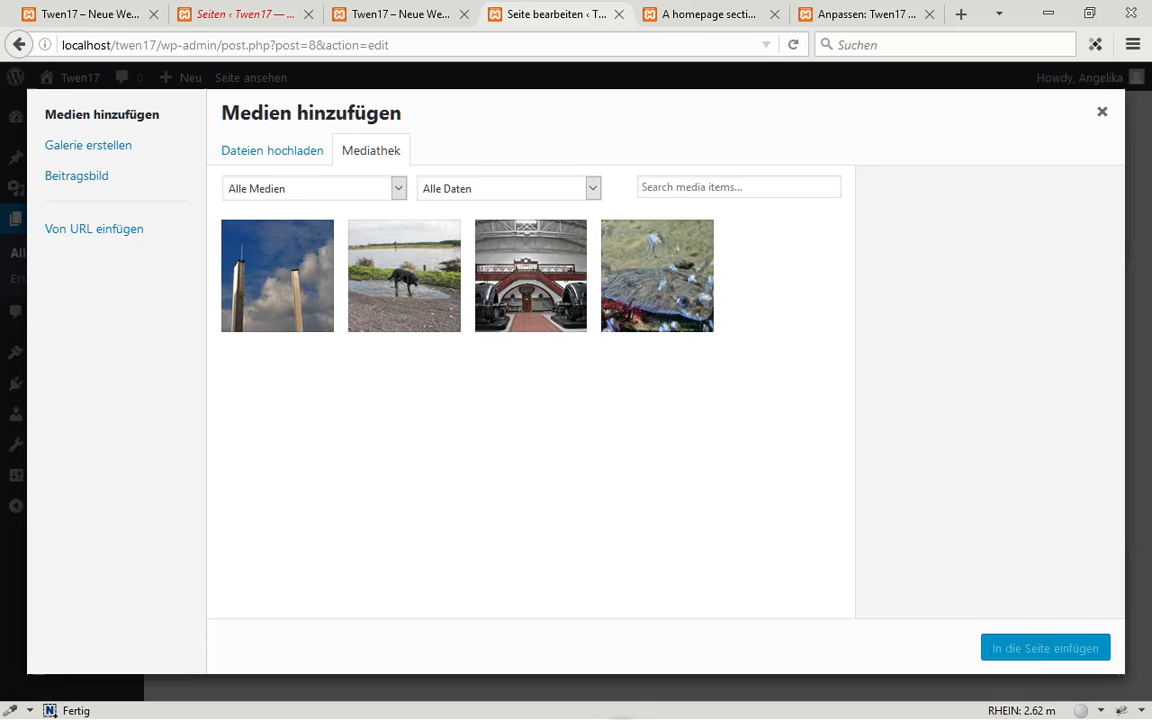 Twen17 – Neue We...
Seiten ‹ Twen17 — ...
Twen17 – Neue We...
Seite bearbeiten ‹ T...
A homepage secti...
Anpassen: Twen17 ...
localhost/twen17/wp-admin/post.php?post=8&action=edit
Suchen
Twen17
0
Neu
Seite ansehen
Howdy, Angelika
Medien hinzufügen
Galerie erstellen
Beitragsbild
Von URL einfügen
Medien hinzufügen
Dateien hochladen
Mediathek
Alle Medien
Alle Daten
Search media items...
All
Ers
In die Seite einfügen
Fertig
RHEIN: 2.62 m